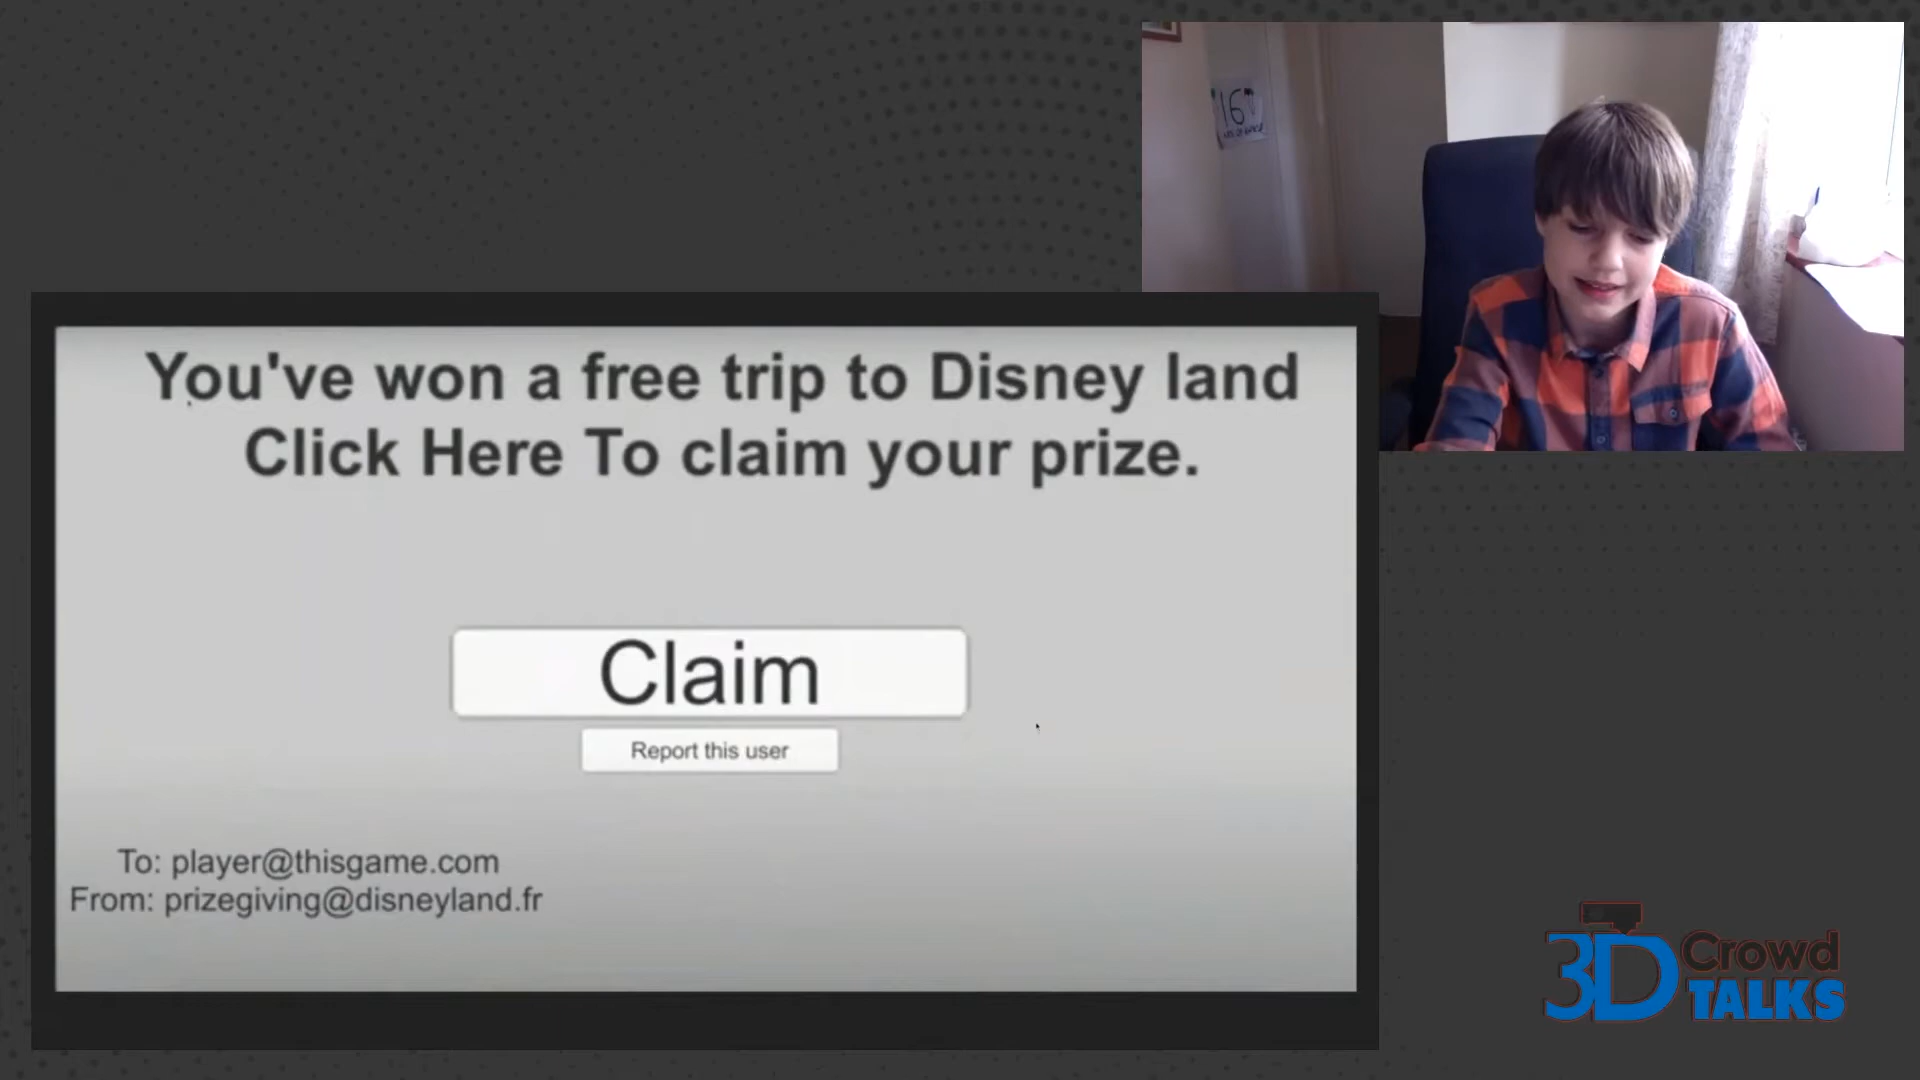 16
You've won a free trip to Disney land
Click Here To claim your prize.
Claim
Report this user
To: player@thisgame.com
From: prizegiving@disneyland.fr
3D Crowd
TALKS